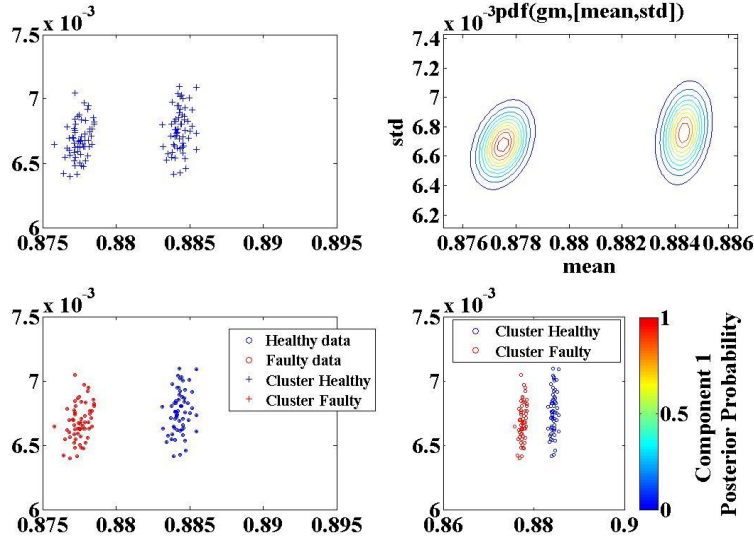 x 10⁻³
7.5
7
6.5
6
0.875 0.88 0.885 0.89 0.895
x 10⁻³pdf(gm,[mean,std])
7.4
7.2
7
6.8
6.6
6.4
6.2
std
0.876 0.878 0.88 0.882 0.884 0.886
mean
x 10⁻³
7.5
7
6.5
6
0.875 0.88 0.885 0.89 0.895
Healthy data
Faulty data
Cluster Healthy
Cluster Faulty
x 10⁻³
7.5
7
6.5
6
0.86 0.88 0.9
Cluster Healthy
Cluster Faulty
1
0.5
0
Component 1
Posterior Probability